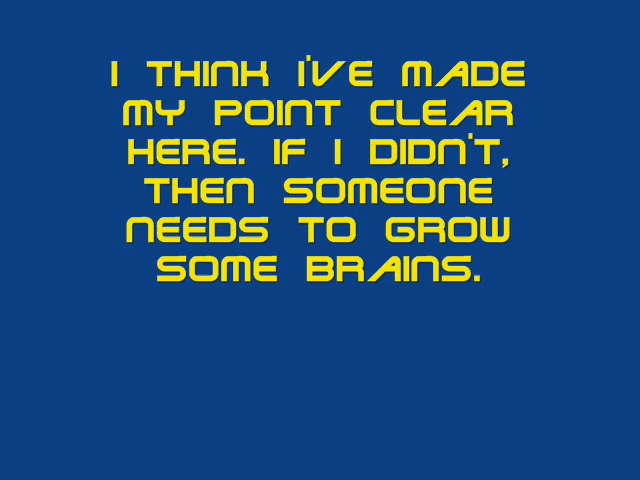 I THINK I'VE MADE
MY POINT CLEAR
HERE. IF I DIDN'T,
THEN SOMEONE
NEEDS TO GROW
SOME BRAINS.